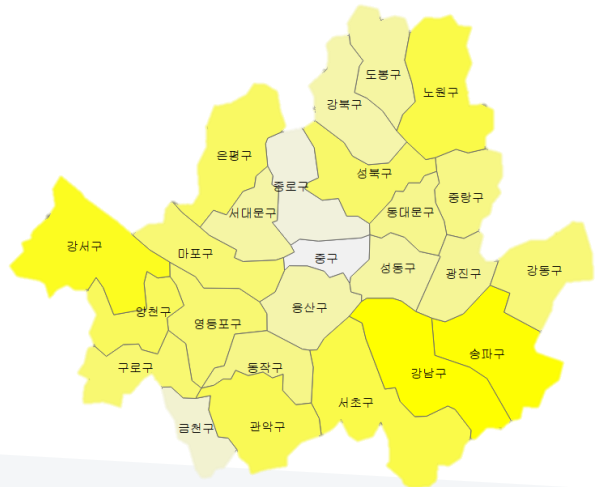 도봉구
노원구
강북구
은평구
성북구
종로구
중랑구
서대문구
동대문구
강서구
마포구
중구
성동구
광진구
강동구
양천구
용산구
영등포구
구로구
동작구
송파구
강남구
서초구
금천구
관악구